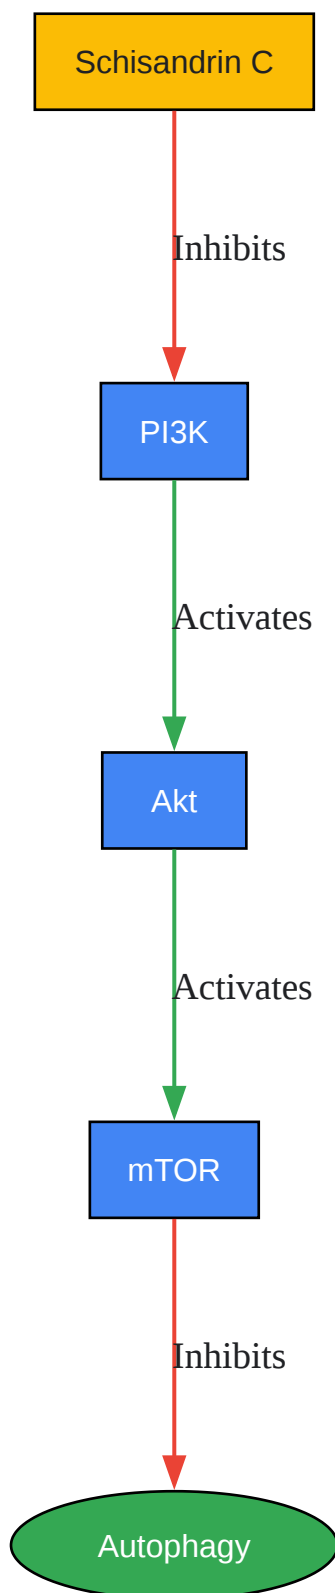 Schisandrin C
Inhibits
PI3K
Activates
Akt
Activates
mTOR
Inhibits
Autophagy